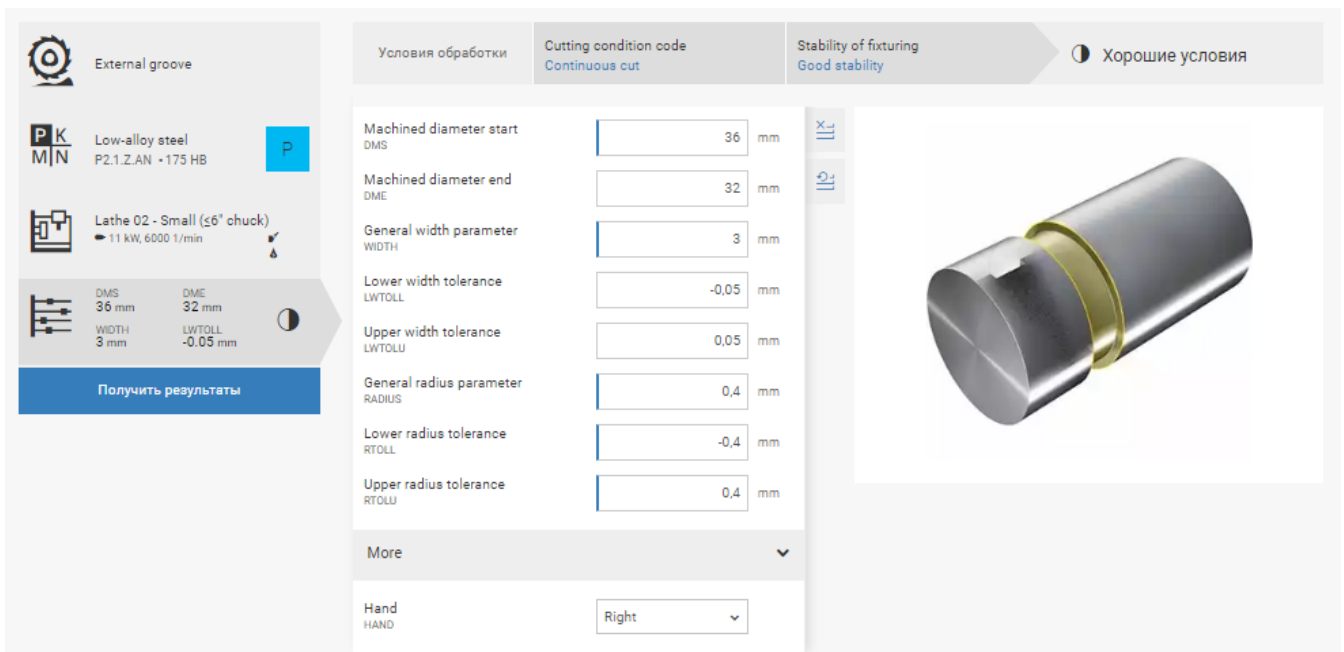 External groove
P K
M N
Low-alloy steel
P2.1.Z.AN • 175 HB
P
Lathe 02 - Small (≤6" chuck)
11 kW, 6000 1/min
DMS
36 mm
DME
32 mm
WIDTH
3 mm
LWTOLL
-0.05 mm
Получить результаты
Условия обработки
Cutting condition code
Continuous cut
Stability of fixturing
Good stability
Хорошие условия
Machined diameter start
DMS
36 mm
Machined diameter end
DME
32 mm
General width parameter
WIDTH
3 mm
Lower width tolerance
LWTOLL
-0,05 mm
Upper width tolerance
LWTOLU
0,05 mm
General radius parameter
RADIUS
0,4 mm
Lower radius tolerance
RTOLL
-0,4 mm
Upper radius tolerance
RTOLU
0,4 mm
More
Hand
HAND
Right